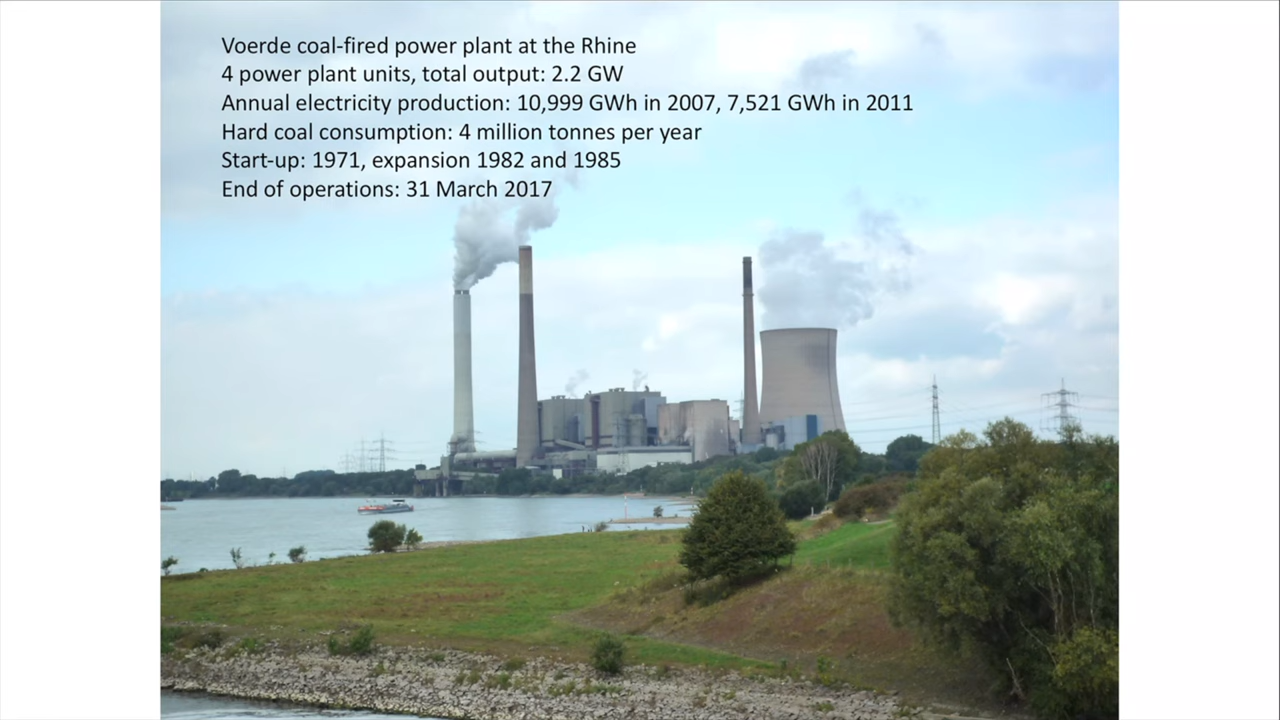 Voerde coal-fired power plant at the Rhine
4 power plant units, total output: 2.2 GW
Annual electricity production: 10,999 GWh in 2007, 7,521 GWh in 2011
Hard coal consumption: 4 million tonnes per year
Start-up: 1971, expansion 1982 and 1985
End of operations: 31 March 2017